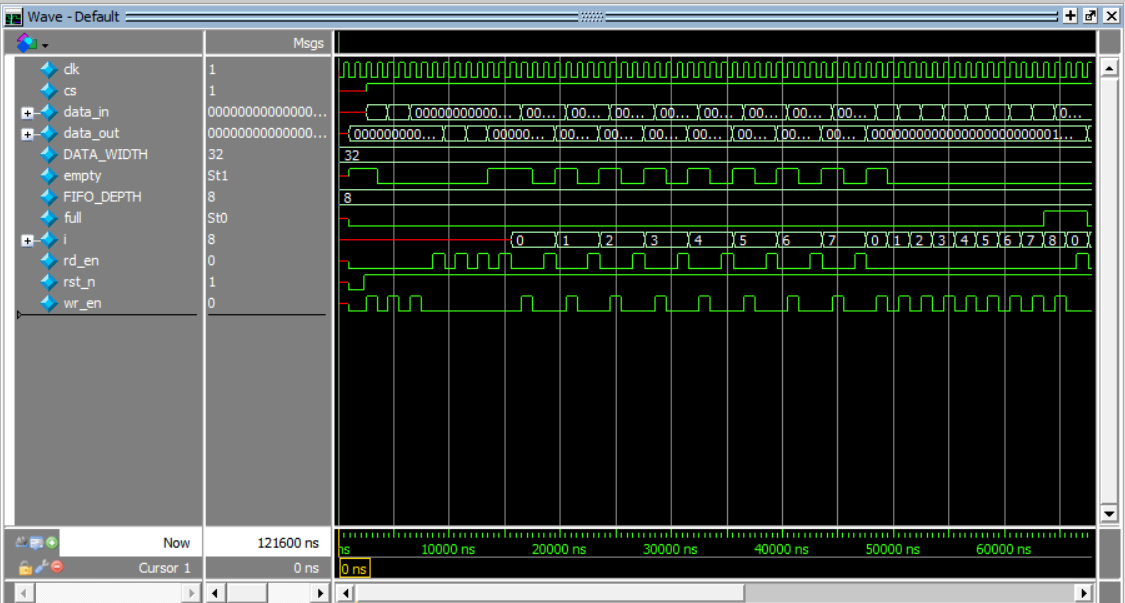 Wave - Default
Msgs
clk 1
cs 1
data_in 00000000000000... 00000000000... 00... 00... 00... 00... 00... 00... 00... 00... 0...
data_out 00000000000000... 000000000... 00000... 00... 00... 00... 00... 00... 00... 00... 00000000000000000000000000001...
DATA_WIDTH 32 32
empty St1
FIFO_DEPTH 8 8
full St0
i 8 0 1 2 3 4 5 6 7 0 1 2 3 4 5 6 7 8 0
rd_en 0
rst_n 1
wr_en 0
Now 121600 ns ns 10000 ns 20000 ns 30000 ns 40000 ns 50000 ns 60000 ns
Cursor 1 0 ns 0 ns